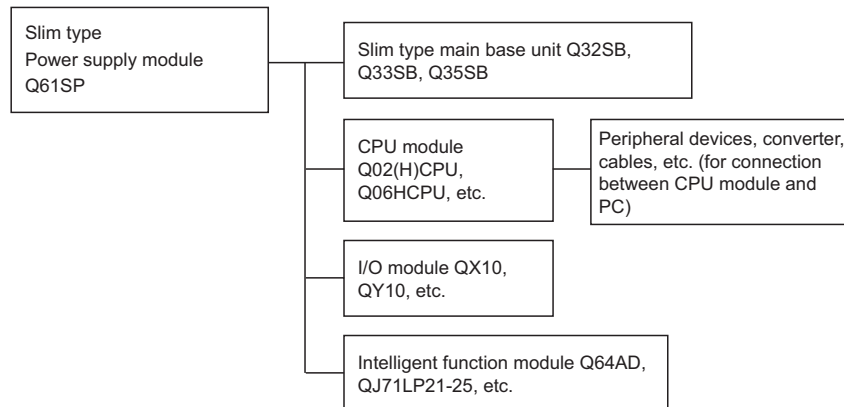 Slim type
Power supply module
Q61SP
Slim type main base unit Q32SB,
Q33SB, Q35SB
CPU module
Q02(H)CPU,
Q06HCPU, etc.
Peripheral devices, converter,
cables, etc. (for connection
between CPU module and
PC)
I/O module QX10,
QY10, etc.
Intelligent function module Q64AD,
QJ71LP21-25, etc.